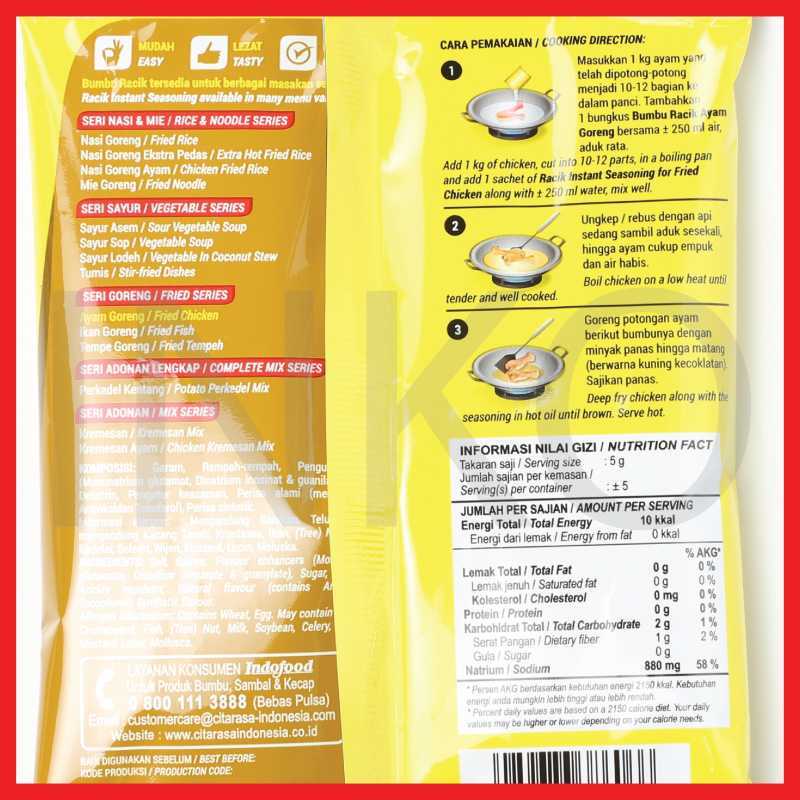 MUDAH
EASY
LEZAT
TASTY
Bumbu Racik tersedia untuk berbagai masakan
Racik Instant Seasoning available in many menu
SERI NASI & MIE / RICE & NOODLE SERIES
Nasi Goreng / Fried Rice
Nasi Goreng Ekstra Pedas / Extra Hot Fried Rice
Nasi Goreng Ayam / Chicken Fried Rice
Mie Goreng / Fried Noodle
SERI SAYUR / VEGETABLE SERIES
Sayur Asem / Sour Vegetable Soup
Sayur Sop / Vegetable Soup
Sayur Lodeh / Vegetable In Coconut Stew
Tumis / Stir-fried Dishes
SERI GORENG / FRIED SERIES
Ayam Goreng / Fried Chicken
Ikan Goreng / Fried Fish
Tempe Goreng / Fried Tempeh
SERI ADONAN LENGKAP / COMPLETE MIX SERIES
Perkedel Kentang / Potato Perkedel Mix
SERI ADONAN / MIX SERIES
Kremesan / Kremesan Mix
Kremesan Ayam / Chicken Kremesan Mix
KOMPOSISI: Garam, Rempah-rempah,
Contains Wheat, Egg. May contain
Fish, (Tree) Nut, Milk, Soybean, Celery,
LAYANAN KONSUMEN Indofood
Untuk Produk Bumbu, Sambal & Kecap
0 800 111 3888 (Bebas Pulsa)
Email : customercare@citarasa-indonesia.com
Website : www.citarasaindonesia.co.id
BAIK DIGUNAKAN SEBELUM / BEST BEFORE:
KODE PRODUKSI / PRODUCTION CODE:
CARA PEMAKAIAN / COOKING DIRECTION:
1
Masukkan 1 kg ayam yang
telah dipotong-potong
menjadi 10-12 bagian ke
dalam panci. Tambahkan
1 bungkus Bumbu Racik Ayam
Goreng bersama ± 250 ml air,
aduk rata.
Add 1 kg of chicken, cut into 10-12 parts, in a boiling pan
and add 1 sachet of Racik Instant Seasoning for Fried
Chicken along with ± 250 ml water, mix well.
2
Ungkep / rebus dengan api
sedang sambil aduk sesekali,
hingga ayam cukup empuk
dan air habis.
Boil chicken on a low heat until
tender and well cooked.
3
Goreng potongan ayam
berikut bumbunya dengan
minyak panas hingga matang
(berwarna kuning kecoklatan).
Sajikan panas.
Deep fry chicken along the
seasoning in hot oil until brown. Serve hot.
INFORMASI NILAI GIZI / NUTRITION FACT
Takaran saji / Serving size : 5 g
Jumlah sajian per kemasan /
Serving(s) per container : ± 5
JUMLAH PER SAJIAN / AMOUNT PER SERVING
Energi Total / Total Energy 10 kkal
Energi dari lemak / Energy from fat 0 kkal
% AKG*
Lemak Total / Total Fat 0 g 0 %
Lemak jenuh / Saturated fat 0 g 0 %
Kolesterol / Cholesterol 0 mg 0 %
Protein / Protein 0 g 0 %
Karbohidrat Total / Total Carbohydrate 2 g 1 %
Serat Pangan / Dietary fiber 1 g 2 %
Gula / Sugar 0 g
Natrium / Sodium 880 mg 58 %
* Persen AKG berdasarkan kebutuhan energi 2150 kkal. Kebutuhan
energi anda mungkin lebih tinggi atau lebih rendah.
* Percent daily values are based on a 2150 calorie diet. Your daily
values may be higher or lower depending on your calorie needs.